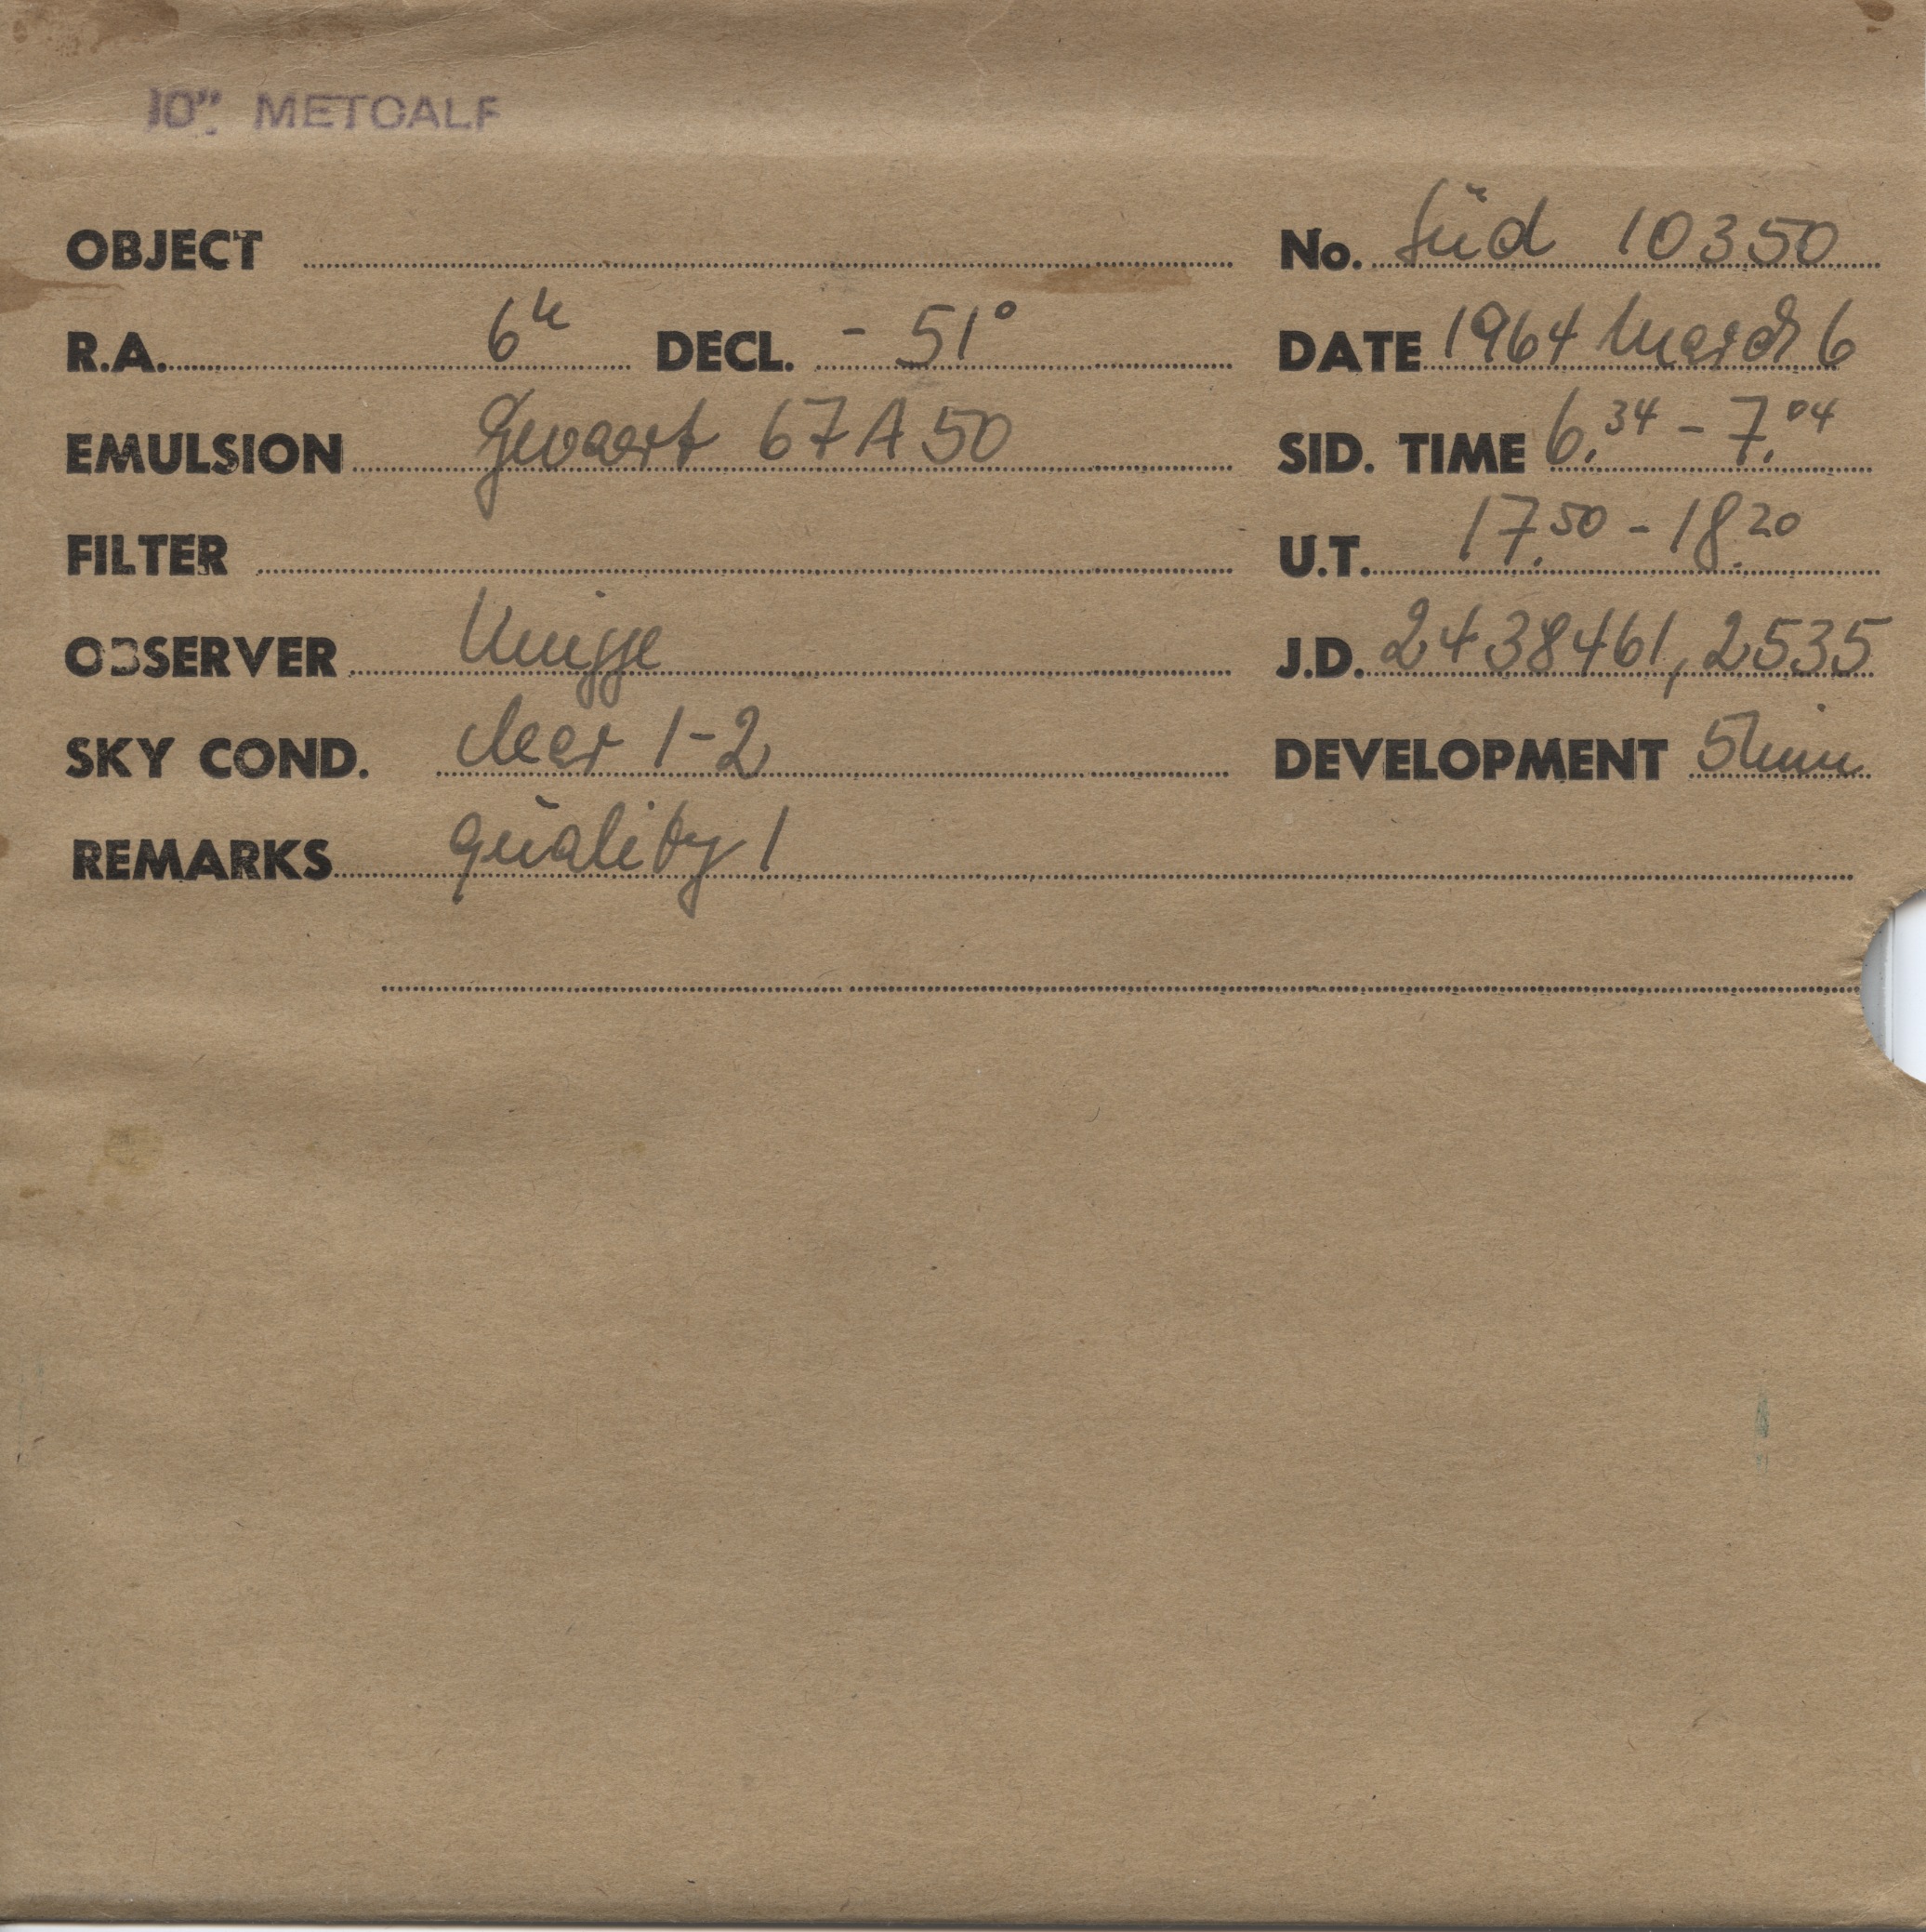 10" METCALF
OBJECT No. Süd 10350
R.A. 6h DECL. - 51° DATE 1964 March 6
EMULSION Gevaert 67A50 SID. TIME 6.34 - 7.04
FILTER U.T. 17.50 - 18.20
OBSERVER J.D. 2438461,2535
SKY COND. clear 1-2 DEVELOPMENT 5min
REMARKS quality 1